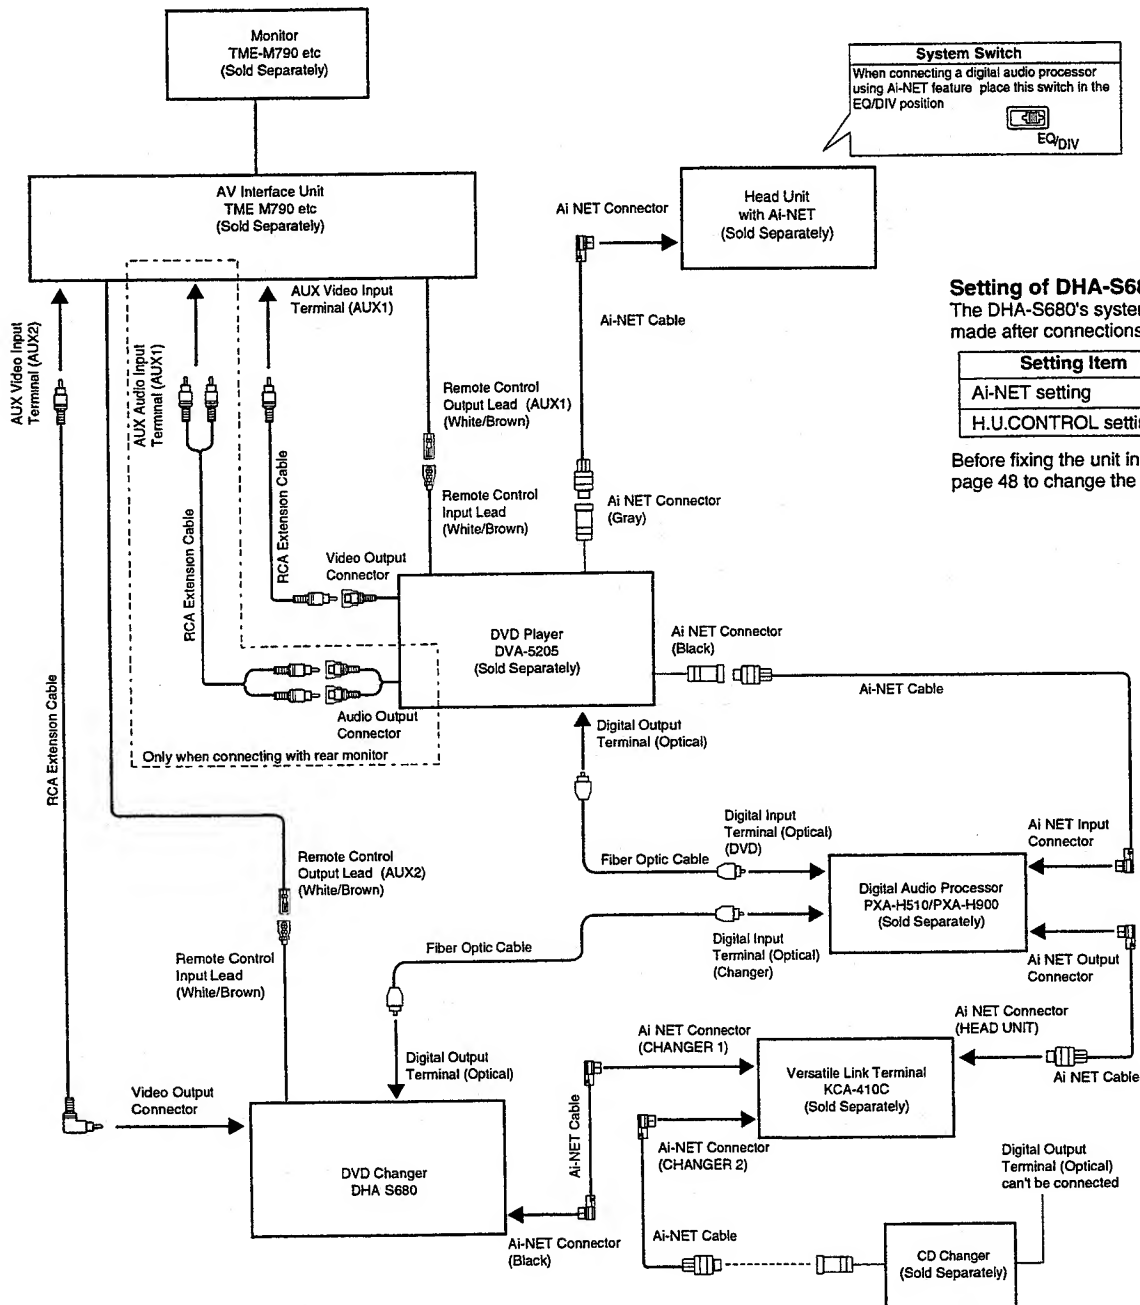 Monitor
TME-M790 etc
(Sold Separately)
System Switch
When connecting a digital audio processor
using Ai-NET feature place this switch in the
EQ/DIV position
EQ/DIV
AV Interface Unit
TME M790 etc
(Sold Separately)
Ai NET Connector
Head Unit
with Ai-NET
(Sold Separately)
AUX Video Input
Terminal (AUX2)
AUX Audio Input
Terminal (AUX1)
AUX Video Input
Terminal (AUX1)
Ai-NET Cable
Setting of DHA-S68
The DHA-S680's system
made after connections
Setting Item
Ai-NET setting
H.U.CONTROL setti
Before fixing the unit in
page 48 to change the
Remote Control
Output Lead (AUX1)
(White/Brown)
Remote Control
Input Lead
(White/Brown)
Ai NET Connector
(Gray)
RCA Extension Cable
RCA Extension Cable
Video Output
Connector
DVD Player
DVA-5205
(Sold Separately)
Ai NET Connector
(Black)
Ai-NET Cable
Audio Output
Connector
Only when connecting with rear monitor
RCA Extension Cable
Digital Output
Terminal (Optical)
Digital Input
Terminal (Optical)
(DVD)
Fiber Optic Cable
Ai NET Input
Connector
Digital Audio Processor
PXA-H510/PXA-H900
(Sold Separately)
Remote Control
Output Lead (AUX2)
(White/Brown)
Fiber Optic Cable
Digital Input
Terminal (Optical)
(Changer)
Ai NET Output
Connector
Remote Control
Input Lead
(White/Brown)
Ai NET Connector
(HEAD UNIT)
Ai NET Connector
(CHANGER 1)
Digital Output
Terminal (Optical)
Versatile Link Terminal
KCA-410C
(Sold Separately)
Ai NET Cable
Video Output
Connector
Ai-NET Cable
Ai-NET Connector
(CHANGER 2)
DVD Changer
DHA S680
Digital Output
Terminal (Optical)
can't be connected
Ai-NET Connector
(Black)
Ai-NET Cable
CD Changer
(Sold Separately)